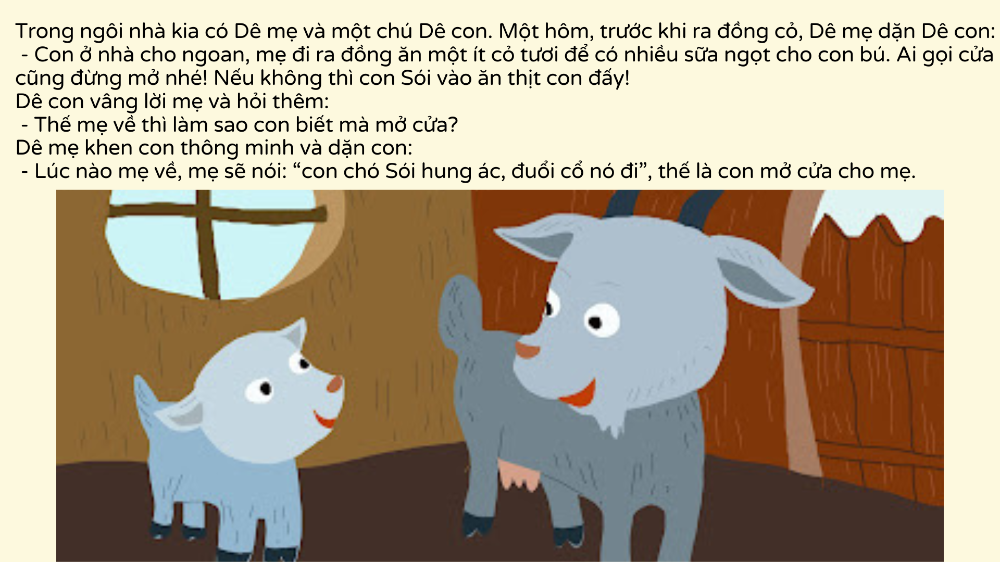 Trong ngôi nhà kia có Dê mẹ và một chú Dê con. Một hôm, trước khi ra đồng cỏ, Dê mẹ dặn Dê con:
- Con ở nhà cho ngoan, mẹ đi ra đồng ăn một ít cỏ tươi để có nhiều sữa ngọt cho con bú. Ai gọi cửa
cũng đừng mở nhé! Nếu không thì con Sói vào ăn thịt con đấy!
Dê con vâng lời mẹ và hỏi thêm:
- Thế mẹ về thì làm sao con biết mà mở cửa?
Dê mẹ khen con thông minh và dặn con:
- Lúc nào mẹ về, mẹ sẽ nói: “con chó Sói hung ác, đuổi cổ nó đi”, thế là con mở cửa cho mẹ.